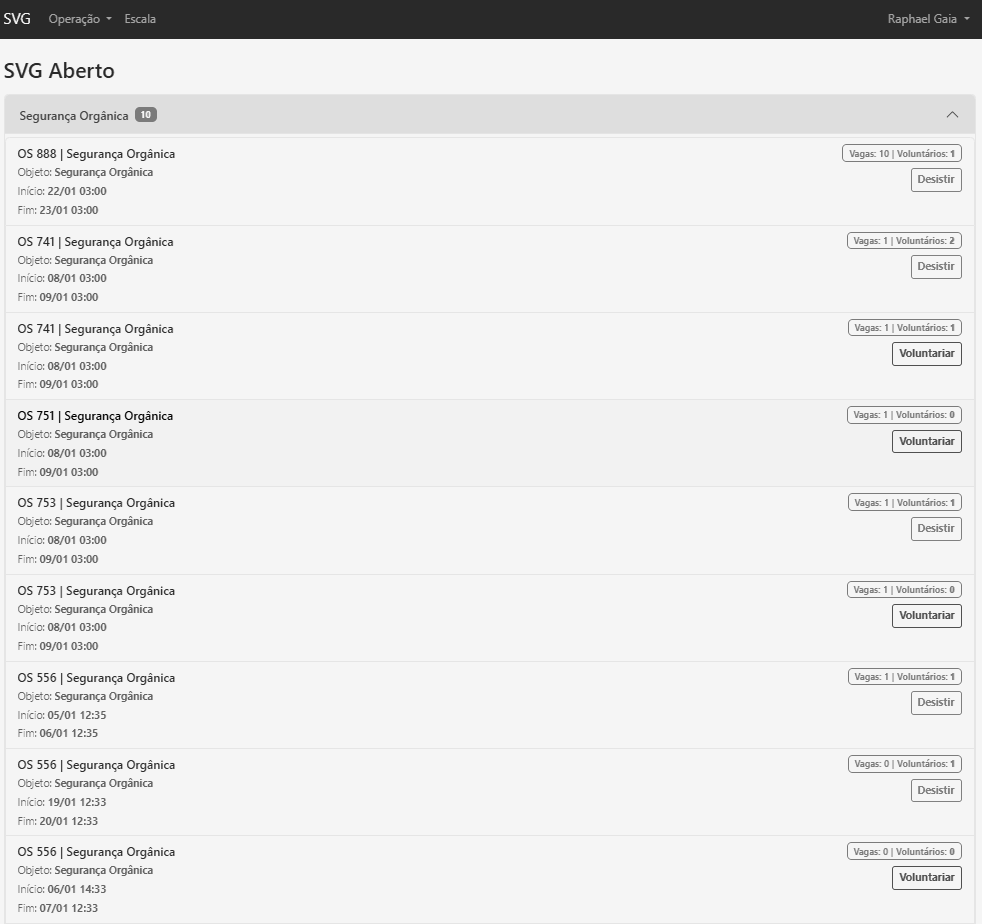 SVG Operação Escala Raphael Gaia
SVG Aberto
Segurança Orgânica 10
OS 888 | Segurança Orgânica Vagas: 10 | Voluntários: 1
Objeto: Segurança Orgânica Desistir
Início: 22/01 03:00
Fim: 23/01 03:00
OS 741 | Segurança Orgânica Vagas: 1 | Voluntários: 2
Objeto: Segurança Orgânica Desistir
Início: 08/01 03:00
Fim: 09/01 03:00
OS 741 | Segurança Orgânica Vagas: 1 | Voluntários: 1
Objeto: Segurança Orgânica Voluntariar
Início: 08/01 03:00
Fim: 09/01 03:00
OS 751 | Segurança Orgânica Vagas: 1 | Voluntários: 0
Objeto: Segurança Orgânica Voluntariar
Início: 08/01 03:00
Fim: 09/01 03:00
OS 753 | Segurança Orgânica Vagas: 1 | Voluntários: 1
Objeto: Segurança Orgânica Desistir
Início: 08/01 03:00
Fim: 09/01 03:00
OS 753 | Segurança Orgânica Vagas: 1 | Voluntários: 0
Objeto: Segurança Orgânica Voluntariar
Início: 08/01 03:00
Fim: 09/01 03:00
OS 556 | Segurança Orgânica Vagas: 1 | Voluntários: 1
Objeto: Segurança Orgânica Desistir
Início: 05/01 12:35
Fim: 06/01 12:35
OS 556 | Segurança Orgânica Vagas: 0 | Voluntários: 1
Objeto: Segurança Orgânica Desistir
Início: 19/01 12:33
Fim: 20/01 12:33
OS 556 | Segurança Orgânica Vagas: 0 | Voluntários: 0
Objeto: Segurança Orgânica Voluntariar
Início: 06/01 14:33
Fim: 07/01 12:33